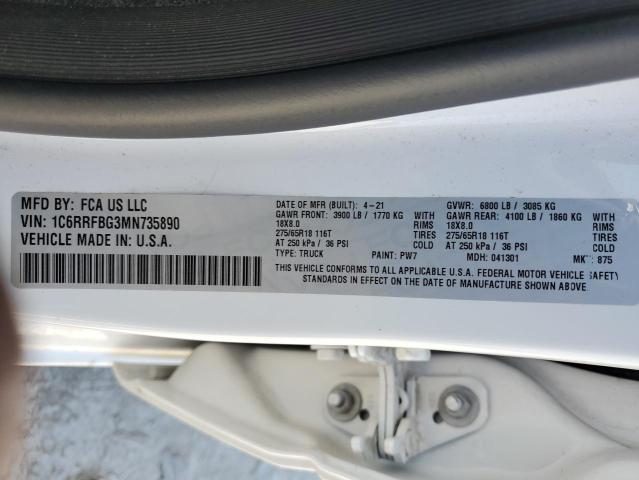 MFD BY: FCA US LLC
VIN: 1C6RRFBG3MN735890
VEHICLE MADE IN U.S.A.
DATE OF MFR (BUILT): 4-21 GVWR: 6800 LB / 3085 KG
GAWR FRONT: 3900 LB / 1770 KG WITH GAWR REAR: 4100 LB / 1860 KG WITH
18X8.0 RIMS 18X8.0 RIMS
275/65R18 116T TIRES 275/65R18 116T TIRES
AT 250 kPa / 36 PSI COLD AT 250 kPa / 36 PSI COLD
TYPE: TRUCK PAINT: PW7 MDH: 041301 875
THIS VEHICLE CONFORMS TO ALL APPLICABLE U.S.A. FEDERAL MOTOR VEHICLE SAFETY
STANDARDS IN EFFECT ON THE DATE OF MANUFACTURE SHOWN ABOVE